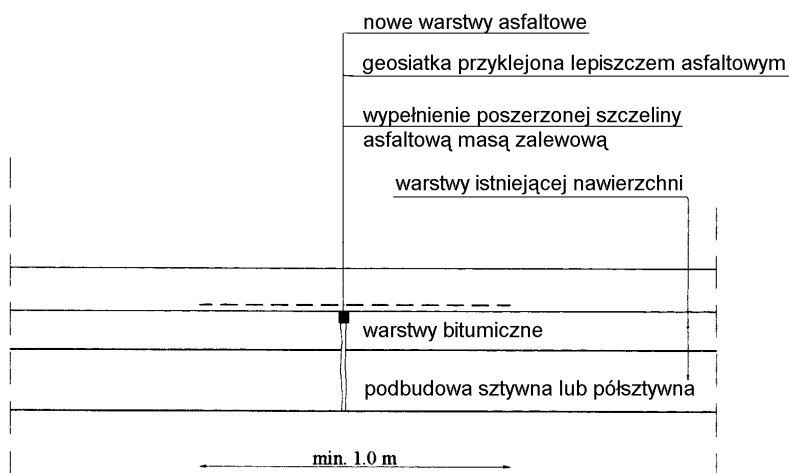 nowe warstwy asfaltowe
geosiatka przyklejona lepiszczem asfaltowym
wypełnienie poszerzonej szczeliny
asfaltową masą zalewową
warstwy istniejącej nawierzchni
warstwy bitumiczne
podbudowa sztywna lub półsztywna
min. 1.0 m